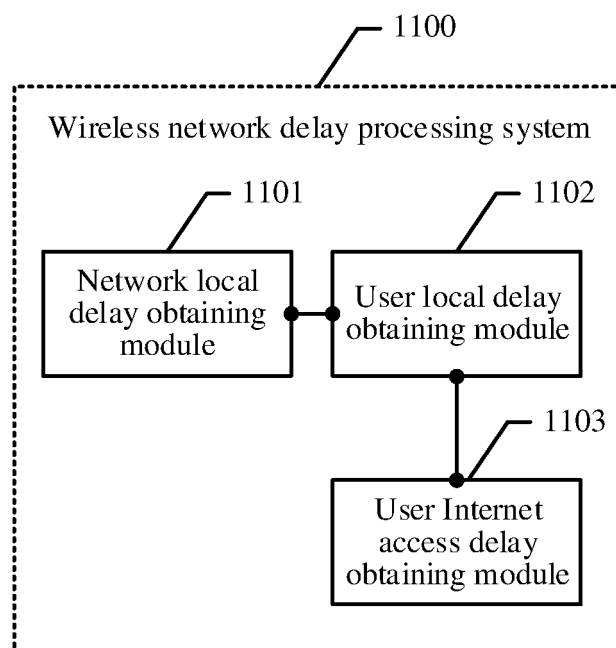 1100
Wireless network delay processing system
1101
1102
Network local
delay obtaining
module
User local delay
obtaining module
1103
User Internet
access delay
obtaining module